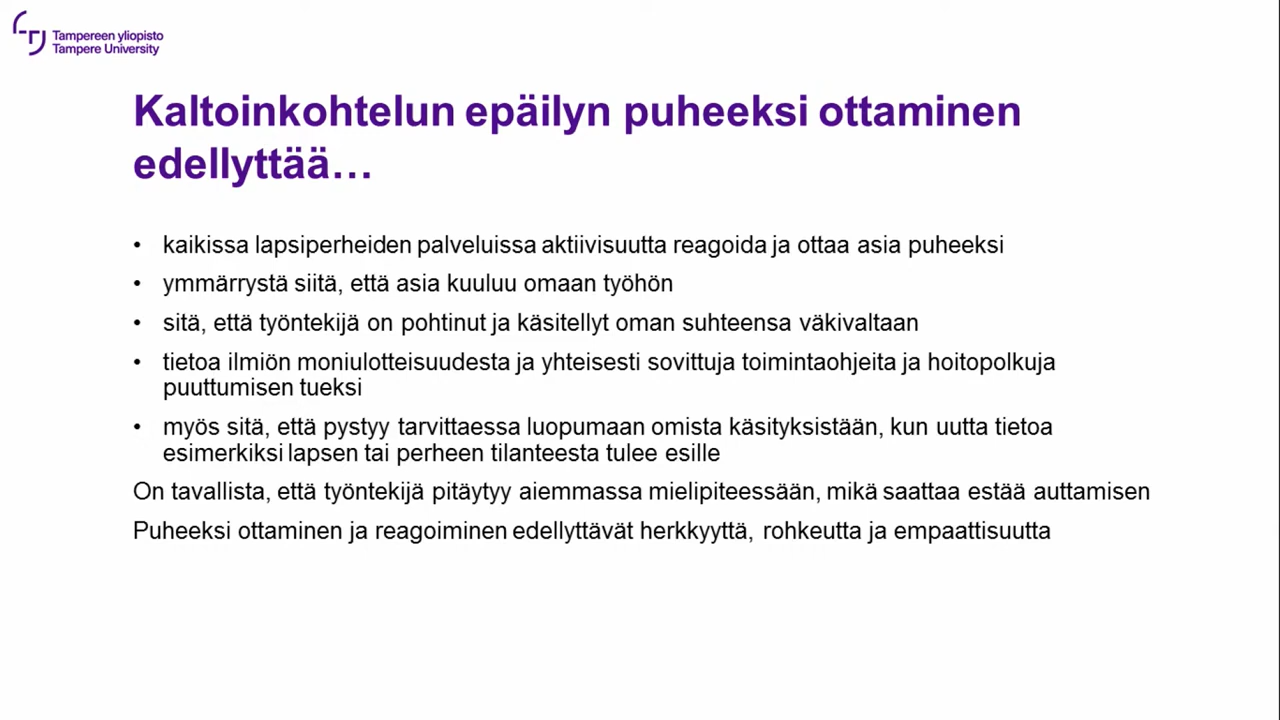 Tampereen yliopisto
Tampere University
Kaltoinkohtelun epäilyn puheeksi ottaminen
edellyttää…
• kaikissa lapsiperheiden palveluissa aktiivisuutta reagoida ja ottaa asia puheeksi
• ymmärrystä siitä, että asia kuuluu omaan työhön
• sitä, että työntekijä on pohtinut ja käsitellyt oman suhteensa väkivaltaan
• tietoa ilmiön moniulotteisuudesta ja yhteisesti sovittuja toimintaohjeita ja hoitopolkuja
puuttumisen tueksi
• myös sitä, että pystyy tarvittaessa luopumaan omista käsityksistään, kun uutta tietoa
esimerkiksi lapsen tai perheen tilanteesta tulee esille
On tavallista, että työntekijä pitäytyy aiemmassa mielipiteessään, mikä saattaa estää auttamisen
Puheeksi ottaminen ja reagoiminen edellyttävät herkkyyttä, rohkeutta ja empaattisuutta